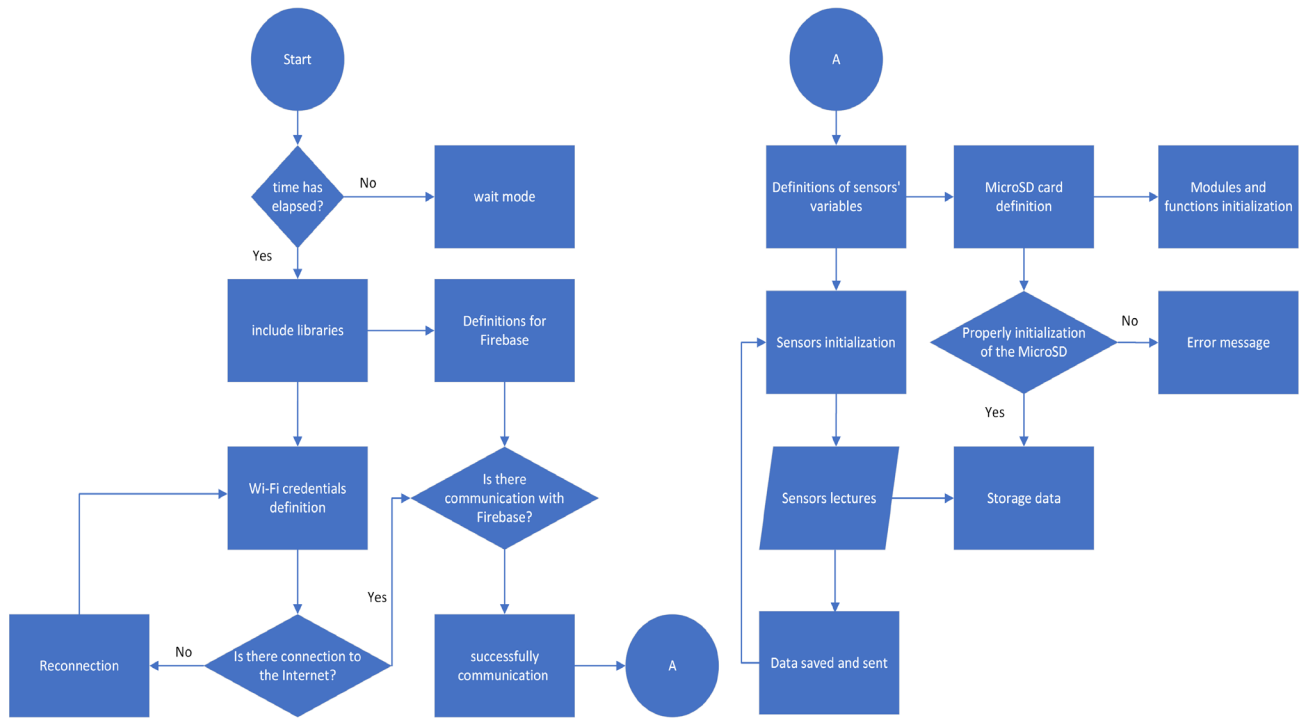 Start
time has
elapsed?
No
wait mode
Yes
include libraries
Definitions for
Firebase
Wi-Fi credentials
definition
Is there
communication with
Firebase?
Yes
Reconnection
No
Is there connection to
the Internet?
successfully
communication
A
A
Definitions of sensors'
variables
MicroSD card
definition
Modules and
functions initialization
Sensors initialization
Properly initialization
of the MicroSD
No
Error message
Yes
Sensors lectures
Storage data
Data saved and sent